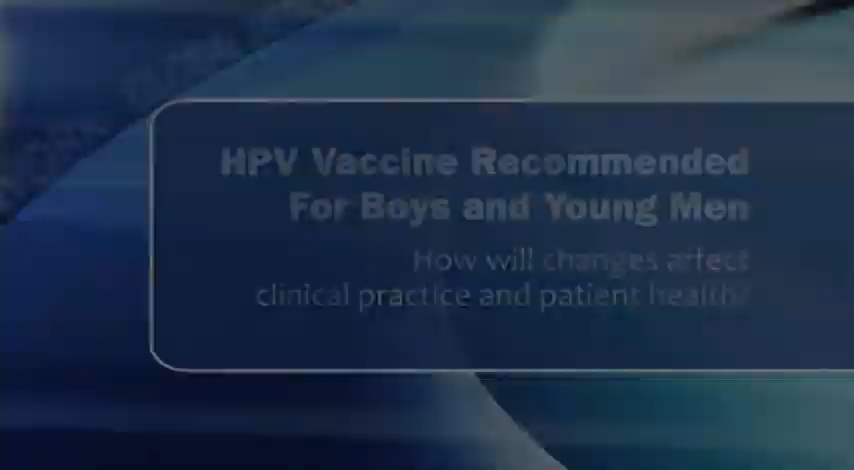 HPV Vaccine Recommended
For Boys and Young Men
How will changes affect
clinical practice and patient health?